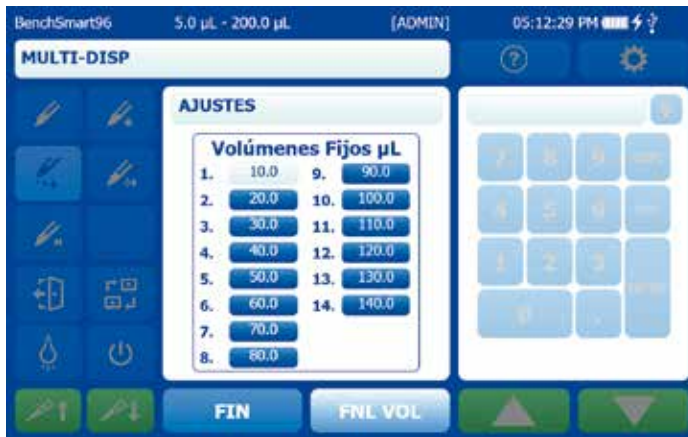 BenchSmart96 5.0 µL - 200.0 µL [ADMIN] 05:12:29 PM
MULTI-DISP
?
AJUSTES
Volúmenes Fijos µL
1. 10.0 9. 90.0
2. 20.0 10. 100.0
3. 30.0 11. 110.0
4. 40.0 12. 120.0
5. 50.0 13. 130.0
6. 60.0 14. 140.0
7. 70.0
8. 80.0
7 8 9
4 5 6
1 2 3
0 .
FIN FNL VOL